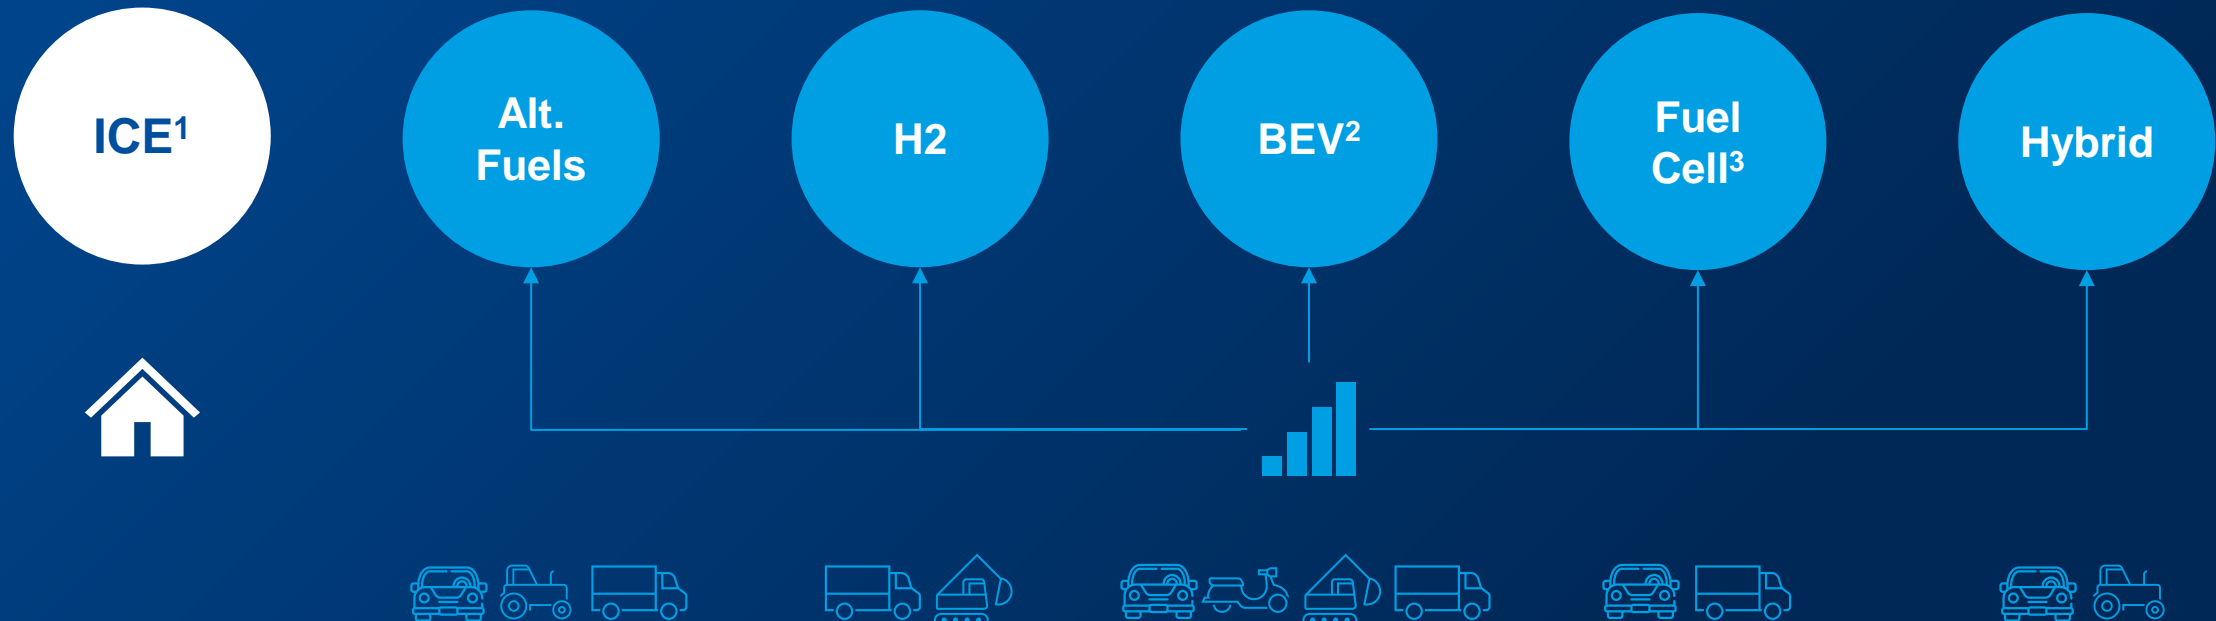 ICE¹
Alt.
Fuels
H2
BEV²
Fuel
Cell³
Hybrid